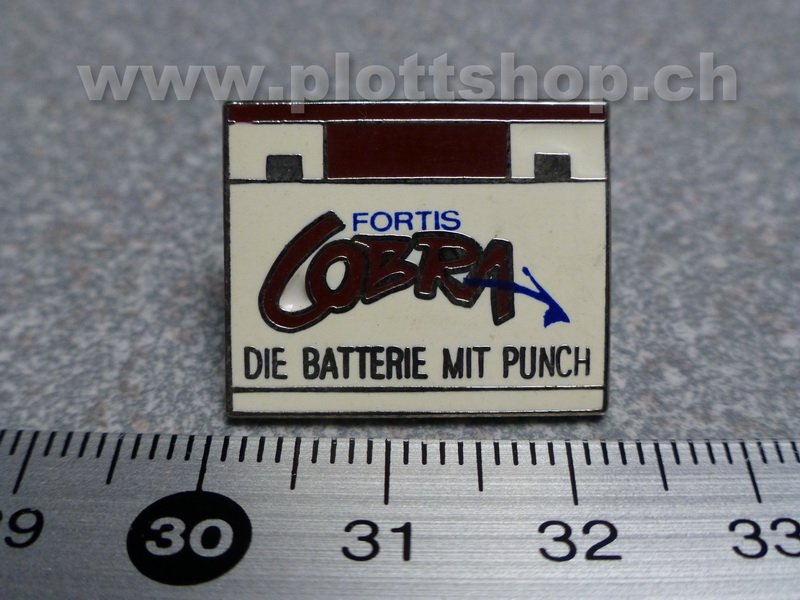 www.plottshop.ch
FORTIS
COBRA
DIE BATTERIE MIT PUNCH
29 30 31 32 33